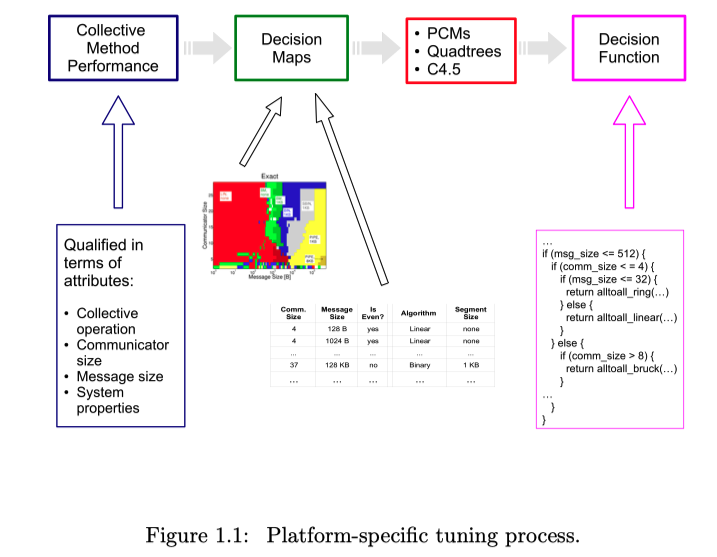 Collective
Method
Performance
Decision
Maps
• PCMs
• Quadtrees
• C4.5
Decision
Function
Exact
Communicator Size
Message Size [B]
Qualified in
terms of
attributes:
• Collective
operation
• Communicator
size
• Message size
• System
properties
Comm. Size Message Size Is Even? Algorithm Segment Size
4 128 B yes Linear none
4 1024 B yes Linear none
... ... ... ... ...
37 128 KB no Binary 1 KB
... ... ... ... ...
...
if (msg_size <= 512) {
if (comm_size < = 4) {
if (msg_size <= 32) {
return alltoall_ring(...)
} else {
return alltoall_linear(...)
}
} else {
if (comm_size > 8) {
return alltoall_bruck(...)
}
...
}
}
Figure 1.1: Platform-specific tuning process.